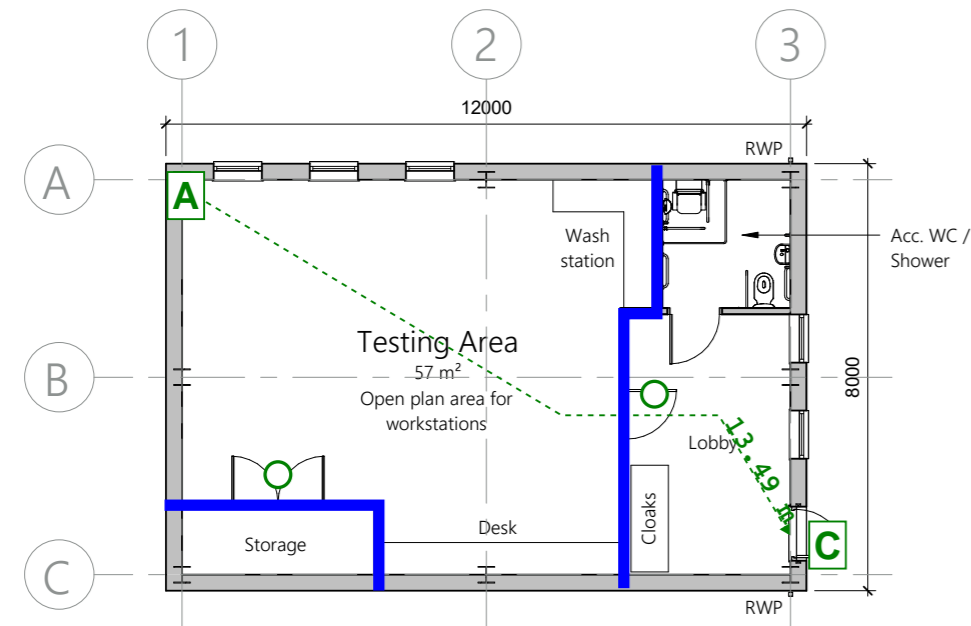 1
2
3
12000
RWP
A
A
Wash
station
Acc. WC /
Shower
Testing Area
57 m²
Open plan area for
workstations
B
8000
Lobby
13.49 m
Storage
Desk
Cloaks
C
C
RWP